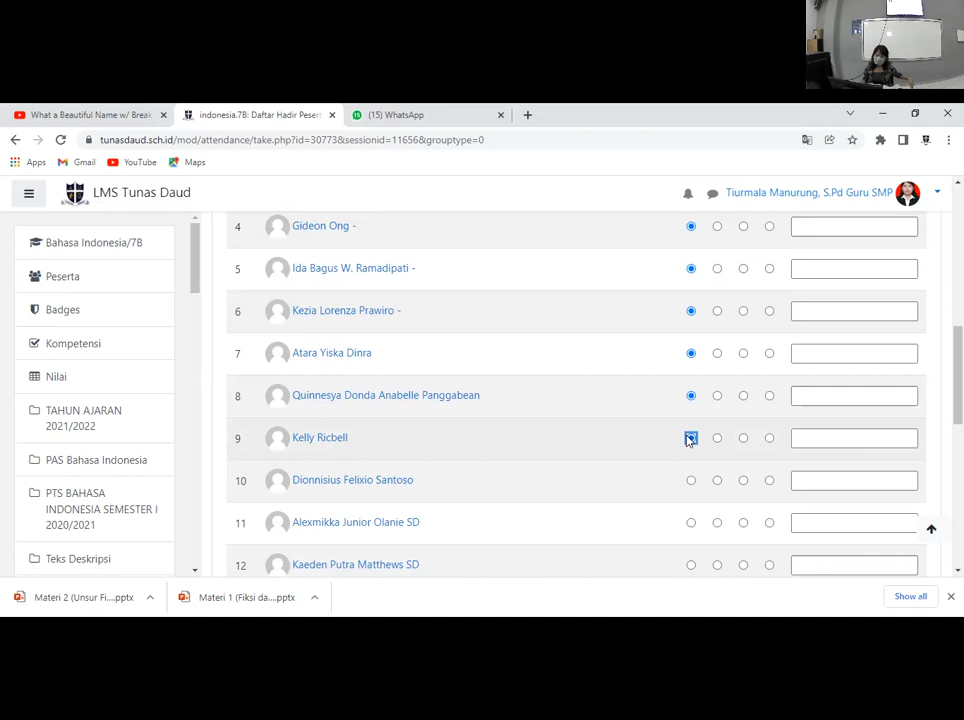 What a Beautiful Name w/ Break
indonesia.7B: Daftar Hadir Pesert
(15) WhatsApp
tunasdaud.sch.id/mod/attendance/take.php?id=30773&sessionid=11656&grouptype=0
Apps
Gmail
YouTube
Maps
LMS Tunas Daud
Tiurmala Manurung, S.Pd Guru SMP
Bahasa Indonesia/7B
Peserta
Badges
Kompetensi
Nilai
TAHUN AJARAN
2021/2022
PAS Bahasa Indonesia
PTS BAHASA
INDONESIA SEMESTER I
2020/2021
Teks Deskripsi
4 Gideon Ong -
5 Ida Bagus W. Ramadipati -
6 Kezia Lorenza Prawiro -
7 Atara Yiska Dinra
8 Quinnesya Donda Anabelle Panggabean
9 Kelly Ricbell
10 Dionnisius Felixio Santoso
11 Alexmikka Junior Olanie SD
12 Kaeden Putra Matthews SD
Materi 2 (Unsur Fi....pptx
Materi 1 (Fiksi da....pptx
Show all